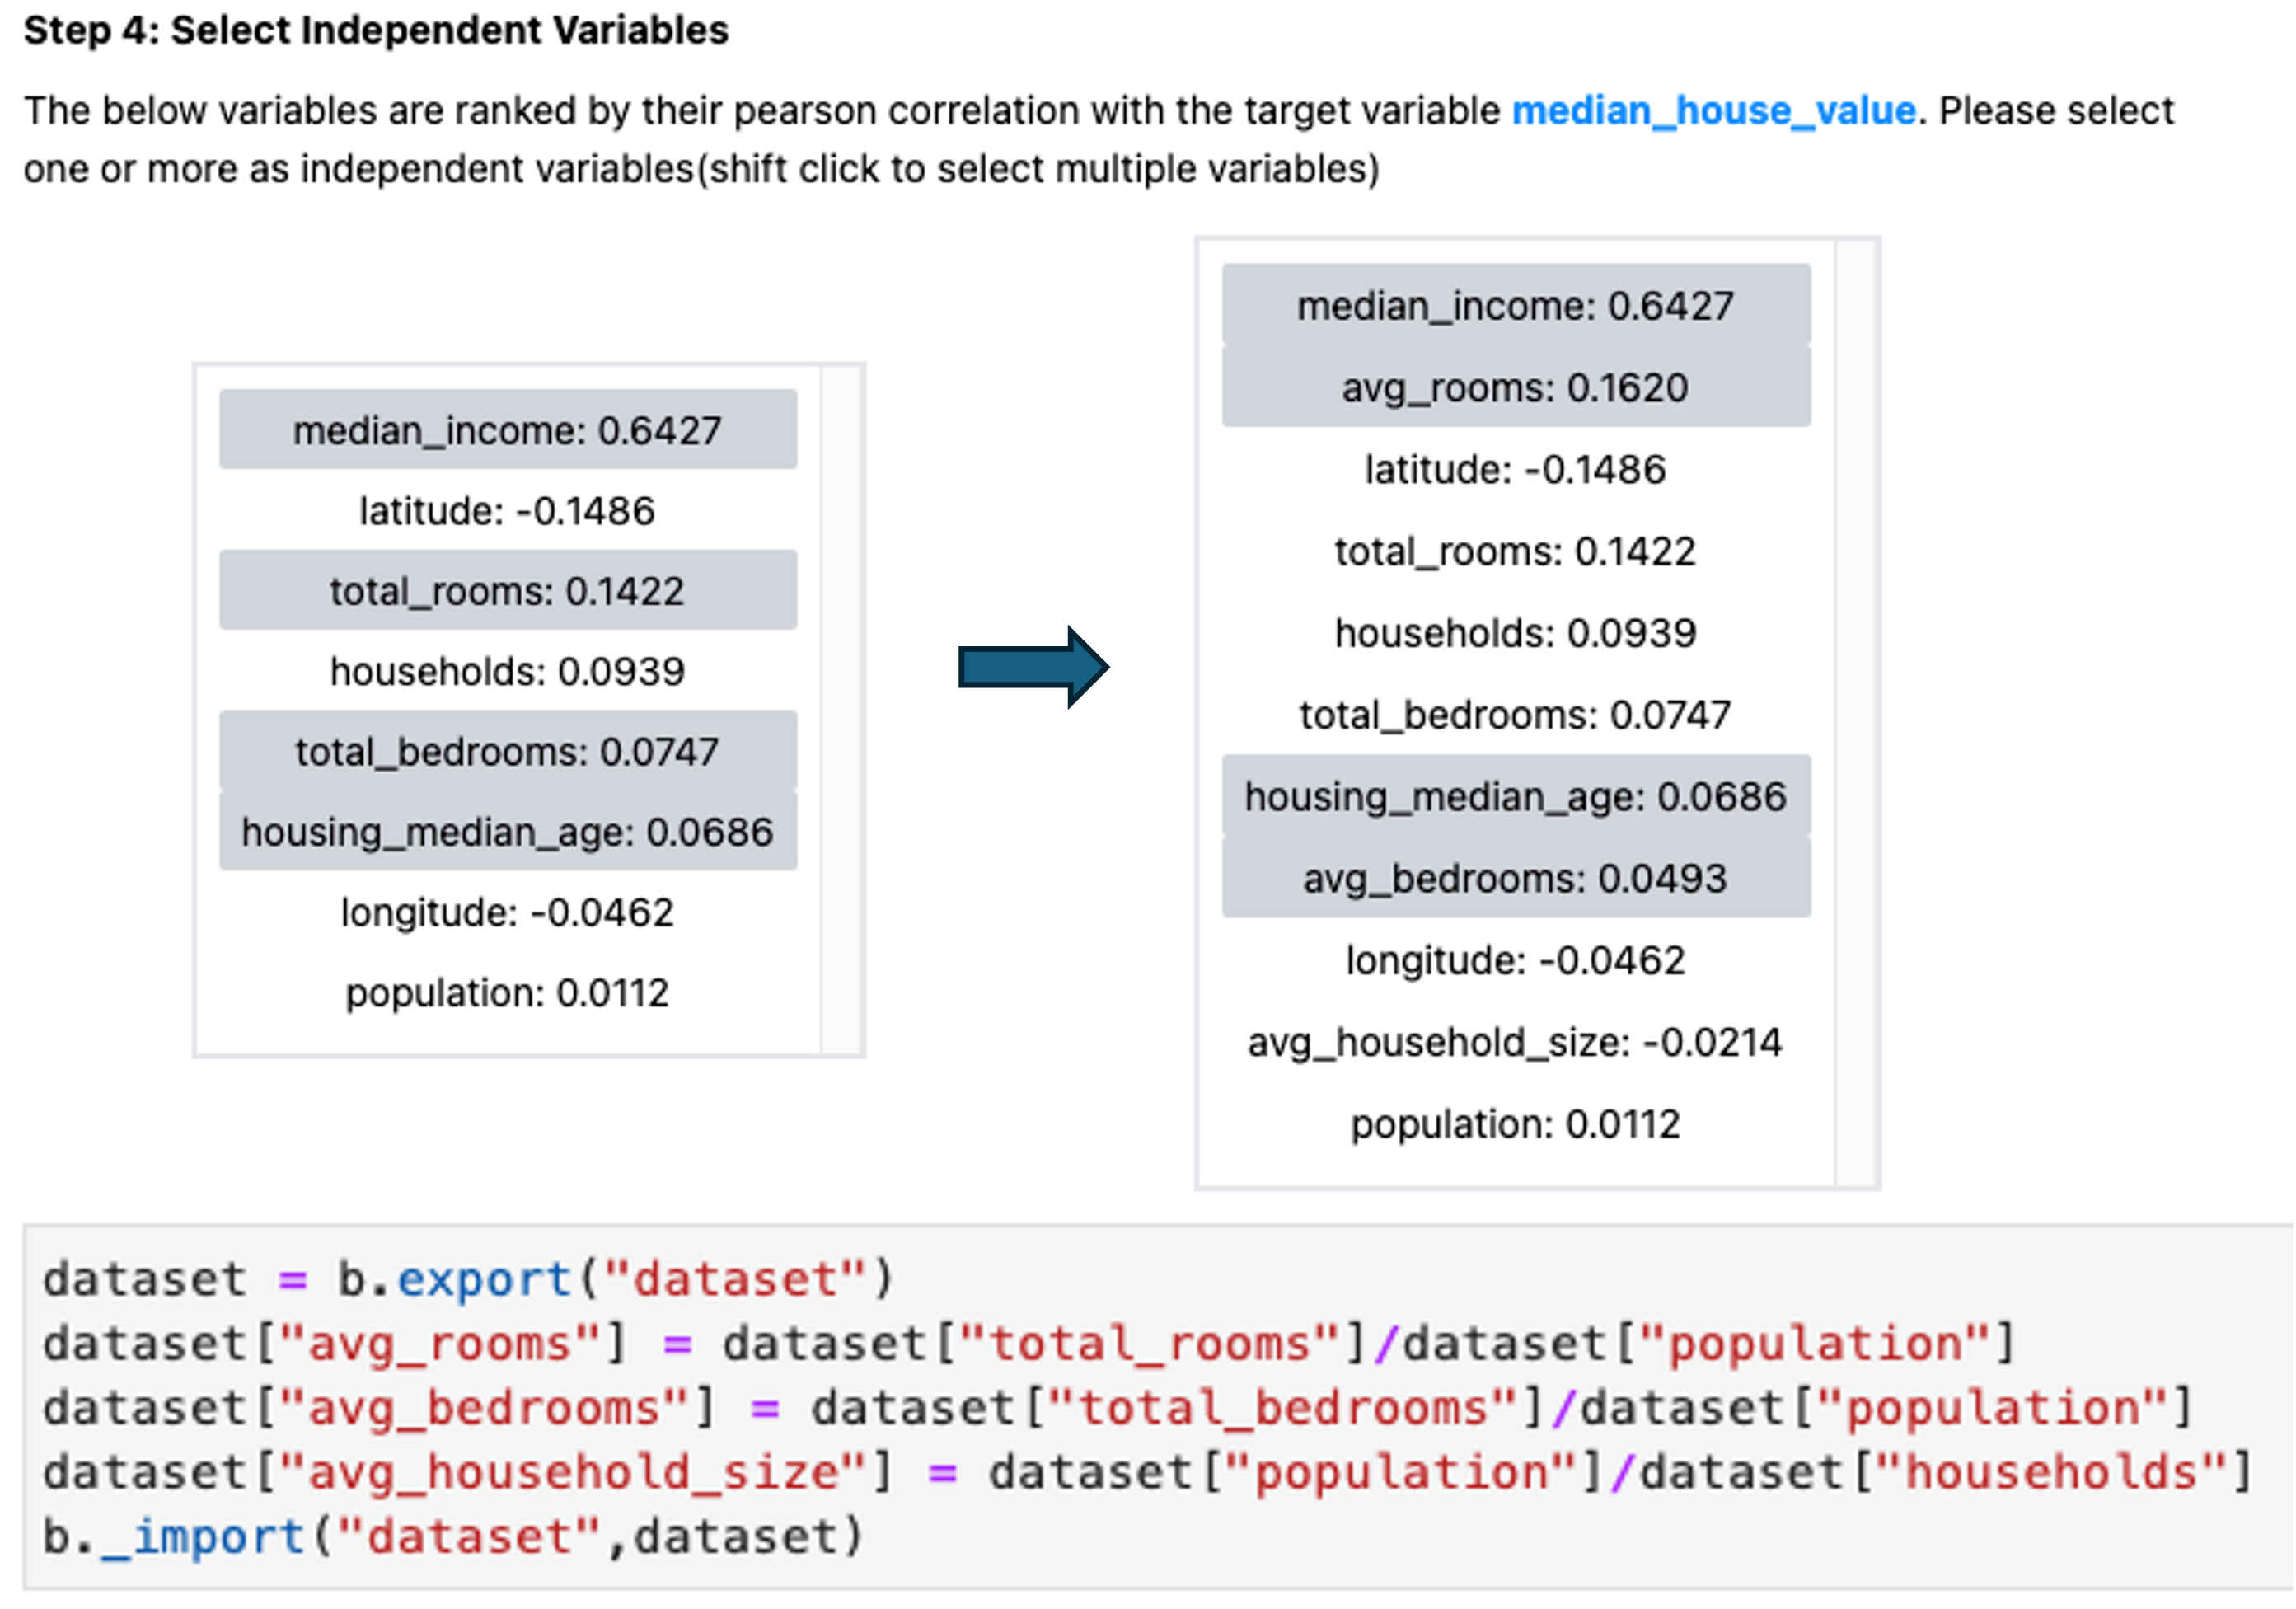 Step 4: Select Independent Variables
The below variables are ranked by their pearson correlation with the target variable median_house_value. Please select
one or more as independent variables(shift click to select multiple variables)
median_income: 0.6427
latitude: -0.1486
total_rooms: 0.1422
households: 0.0939
total_bedrooms: 0.0747
housing_median_age: 0.0686
longitude: -0.0462
population: 0.0112
median_income: 0.6427
avg_rooms: 0.1620
latitude: -0.1486
total_rooms: 0.1422
households: 0.0939
total_bedrooms: 0.0747
housing_median_age: 0.0686
avg_bedrooms: 0.0493
longitude: -0.0462
avg_household_size: -0.0214
population: 0.0112
dataset = b.export("dataset")
dataset["avg_rooms"] = dataset["total_rooms"]/dataset["population"]
dataset["avg_bedrooms"] = dataset["total_bedrooms"]/dataset["population"]
dataset["avg_household_size"] = dataset["population"]/dataset["households"]
b._import("dataset",dataset)